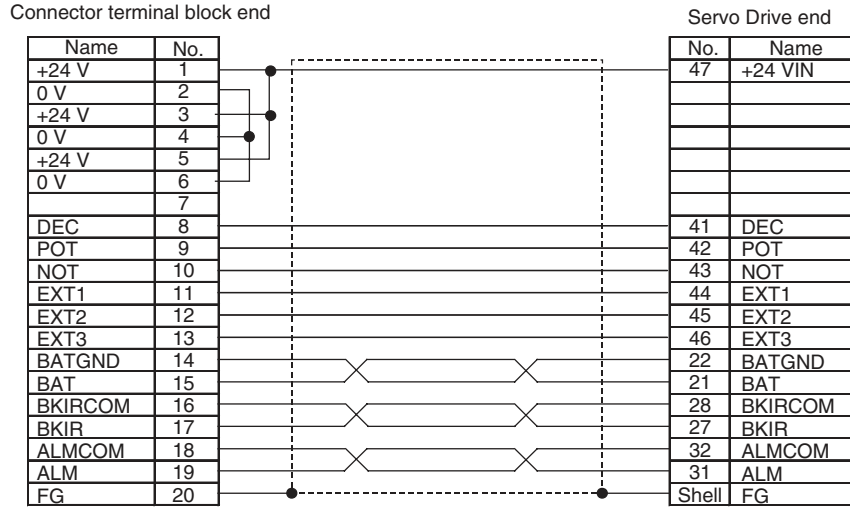 Connector terminal block end
Servo Drive end
Name No. No. Name
+24 V 1 47 +24 VIN
0 V 2
+24 V 3
0 V 4
+24 V 5
0 V 6
7
DEC 8 41 DEC
POT 9 42 POT
NOT 10 43 NOT
EXT1 11 44 EXT1
EXT2 12 45 EXT2
EXT3 13 46 EXT3
BATGND 14 22 BATGND
BAT 15 21 BAT
BKIRCOM 16 28 BKIRCOM
BKIR 17 27 BKIR
ALMCOM 18 32 ALMCOM
ALM 19 31 ALM
FG 20 Shell FG